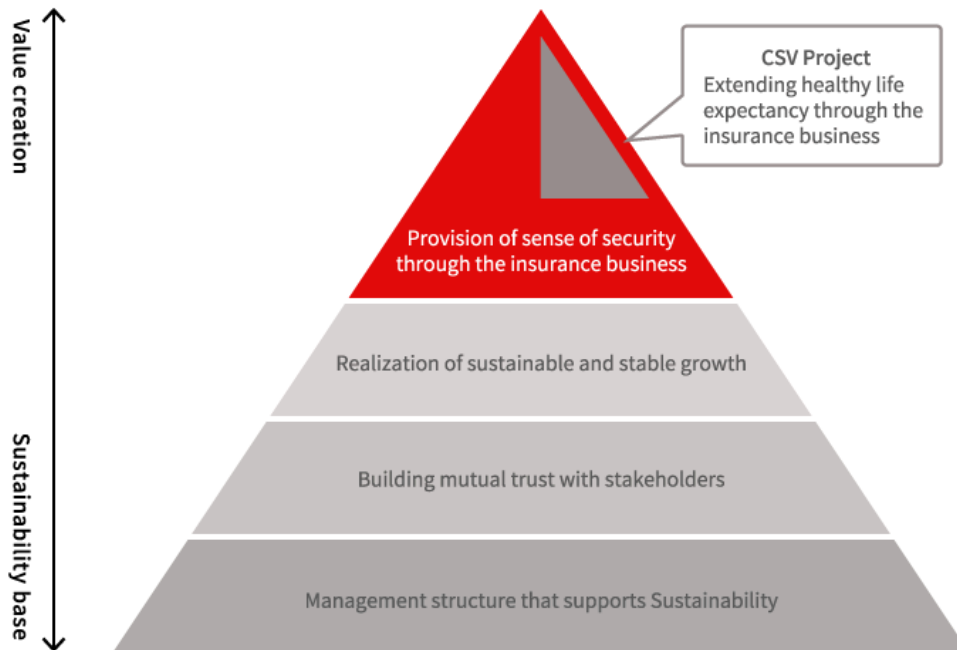 Value creation
Sustainability base
CSV Project
Extending healthy life
expectancy through the
insurance business
Provision of sense of security
through the insurance business
Realization of sustainable and stable growth
Building mutual trust with stakeholders
Management structure that supports Sustainability